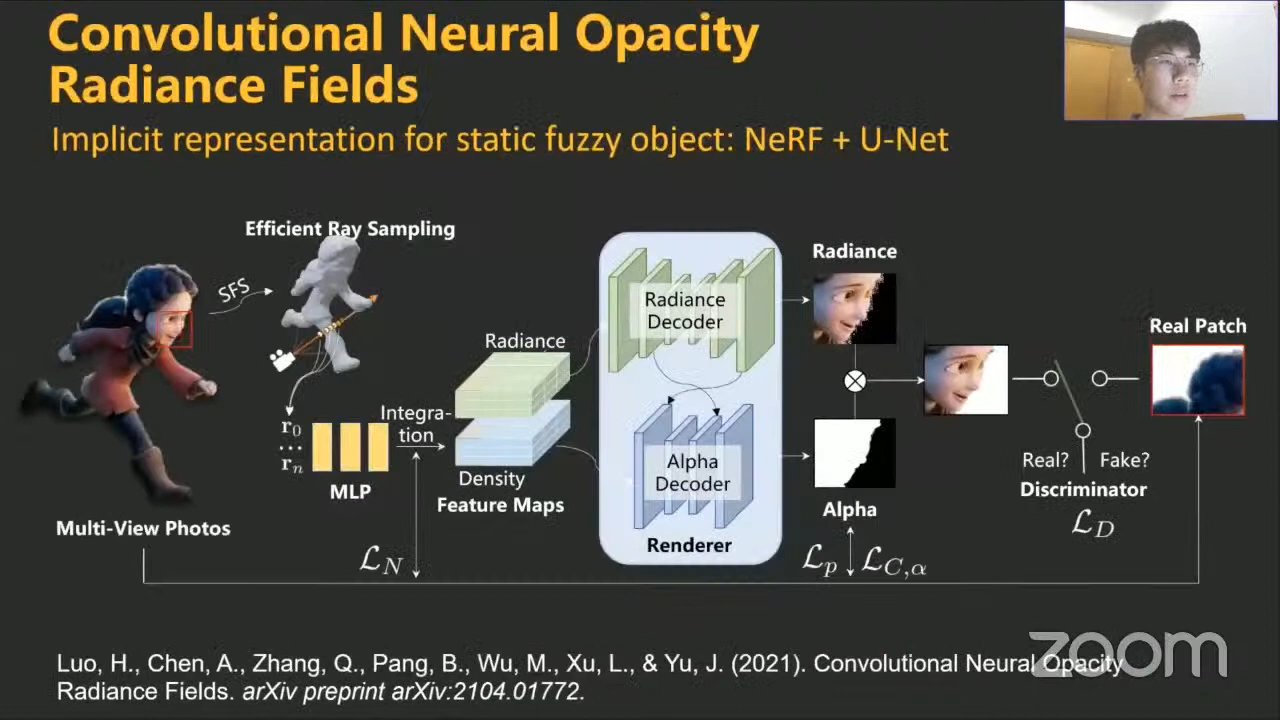 Convolutional Neural Opacity
Radiance Fields
Implicit representation for static fuzzy object: NeRF + U-Net
Efficient Ray Sampling
SFS
Multi-View Photos
r0
...
rn
MLP
Integra-
tion
Radiance
Density
Feature Maps
Radiance
Decoder
Alpha
Decoder
Renderer
Radiance
Alpha
Real Patch
Real? Fake?
Discriminator
ℒD
ℒN
ℒp ℒC,α
Luo, H., Chen, A., Zhang, Q., Pang, B., Wu, M., Xu, L., & Yu, J. (2021). Convolutional Neural Opacity
Radiance Fields. arXiv preprint arXiv:2104.01772.
zoom